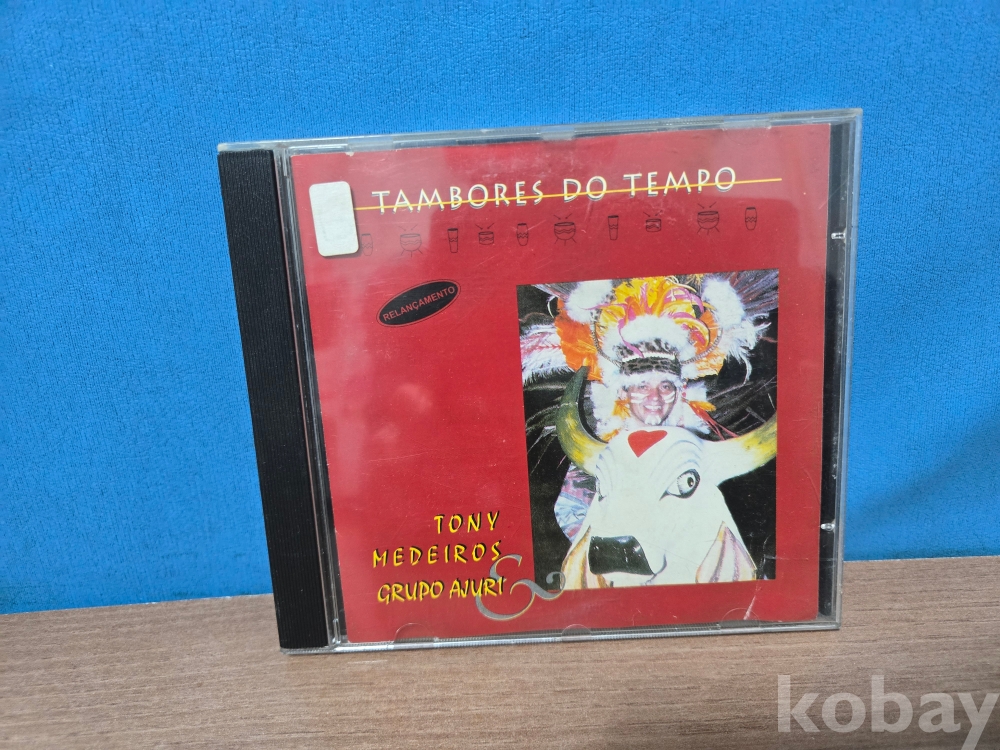 TAMBORES DO TEMPO
RELANÇAMENTO
TONY
MEDEIROS
&
GRUPO AJURI
kobay